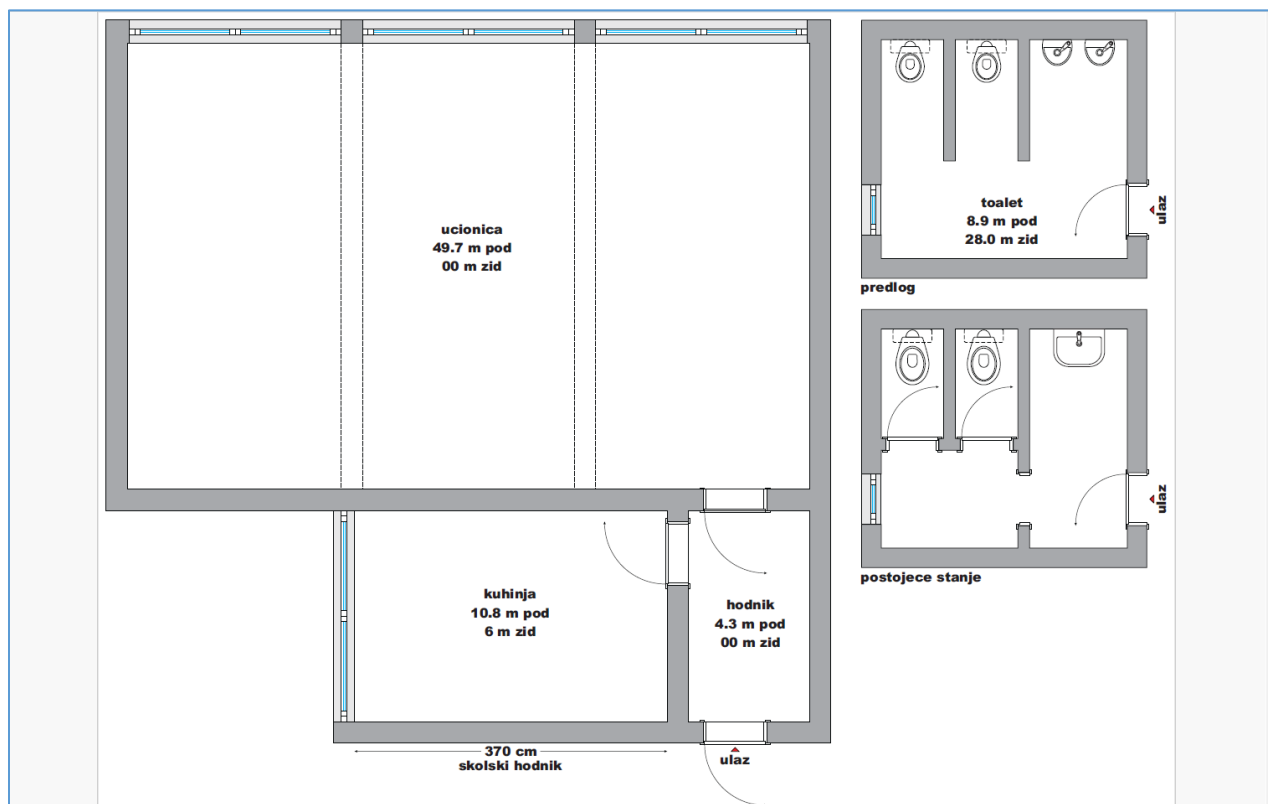 ucionica
49.7 m pod
00 m zid
toalet
8.9 m pod
28.0 m zid
ulaz
predlog
ulaz
postojece stanje
kuhinja
10.8 m pod
6 m zid
hodnik
4.3 m pod
00 m zid
370 cm
skolski hodnik
ulaz